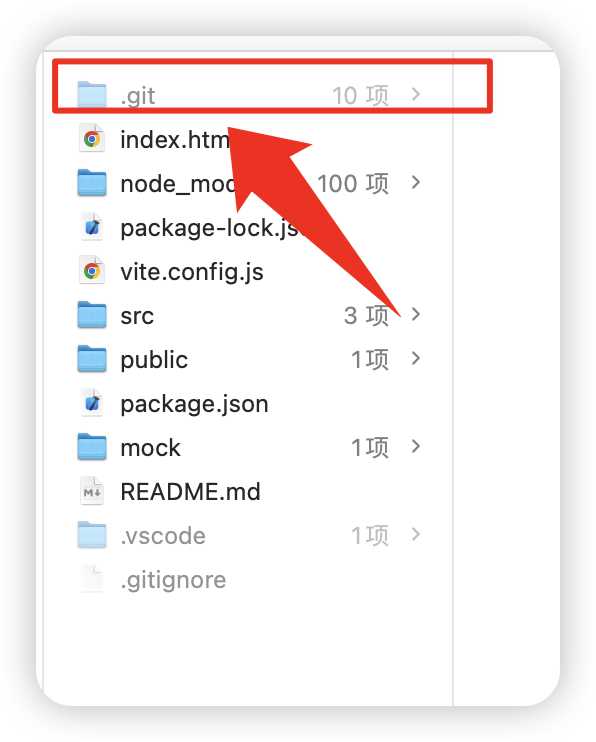 .git 10 项
index.htm
node_mod 100 项
package-lock.js
vite.config.js
src 3 项
public 1项
package.json
mock 1项
README.md
.vscode 1项
.gitignore